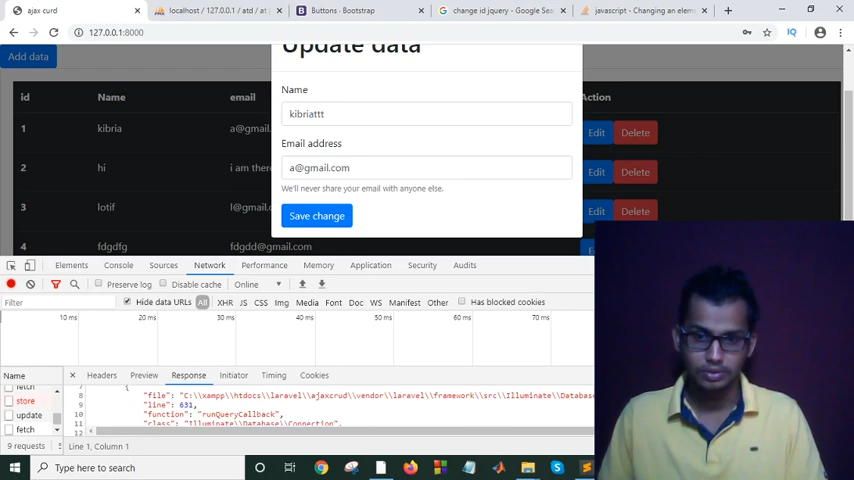 ajax curd
localhost / 127.0.0.1 / atd / at
Buttons · Bootstrap
change id jquery - Google Sea
javascript - Changing an elem
127.0.0.1:8000
IQ
Add data
Update data
id Name email Action
Name
kibriattt
1 kibria a@gmail. Edit Delete
Email address
a@gmail.com
2 hi i am there Edit Delete
We'll never share your email with anyone else.
3 lotif l@gmail.c Edit Delete
Save change
4 fdgdfg fdgdd@gmail.com
Elements Console Sources Network Performance Memory Application Security Audits
Preserve log Disable cache Online
Filter Hide data URLs All XHR JS CSS Img Media Font Doc WS Manifest Other Has blocked cookies
10 ms 20 ms 30 ms 40 ms 50 ms 60 ms 70 ms
Name Headers Preview Response Initiator Timing Cookies
fetch
store
update
fetch
8 "file": "C:\\xampp\\htdocs\\laravel\\ajaxcrud\\vendor\\laravel\\framework\\src\\Illuminate\\Databas
9 "line": 631,
10 "function": "runQueryCallback",
11 "class": "Illuminate\\Database\\Connection",
12
9 requests Line 1, Column 1
Type here to search